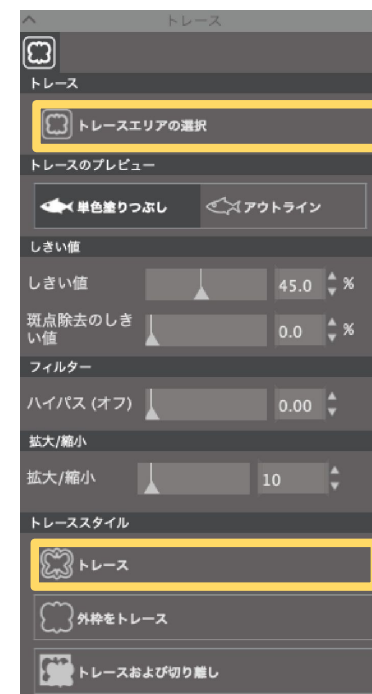 トレース
トレース
トレースエリアの選択
トレースのプレビュー
単色塗りつぶし アウトライン
しきい値
しきい値 45.0 %
斑点除去のしき
い値 0.0 %
フィルター
ハイパス (オフ) 0.00
拡大/縮小
拡大/縮小 10
トレーススタイル
トレース
外枠をトレース
トレースおよび切り離し